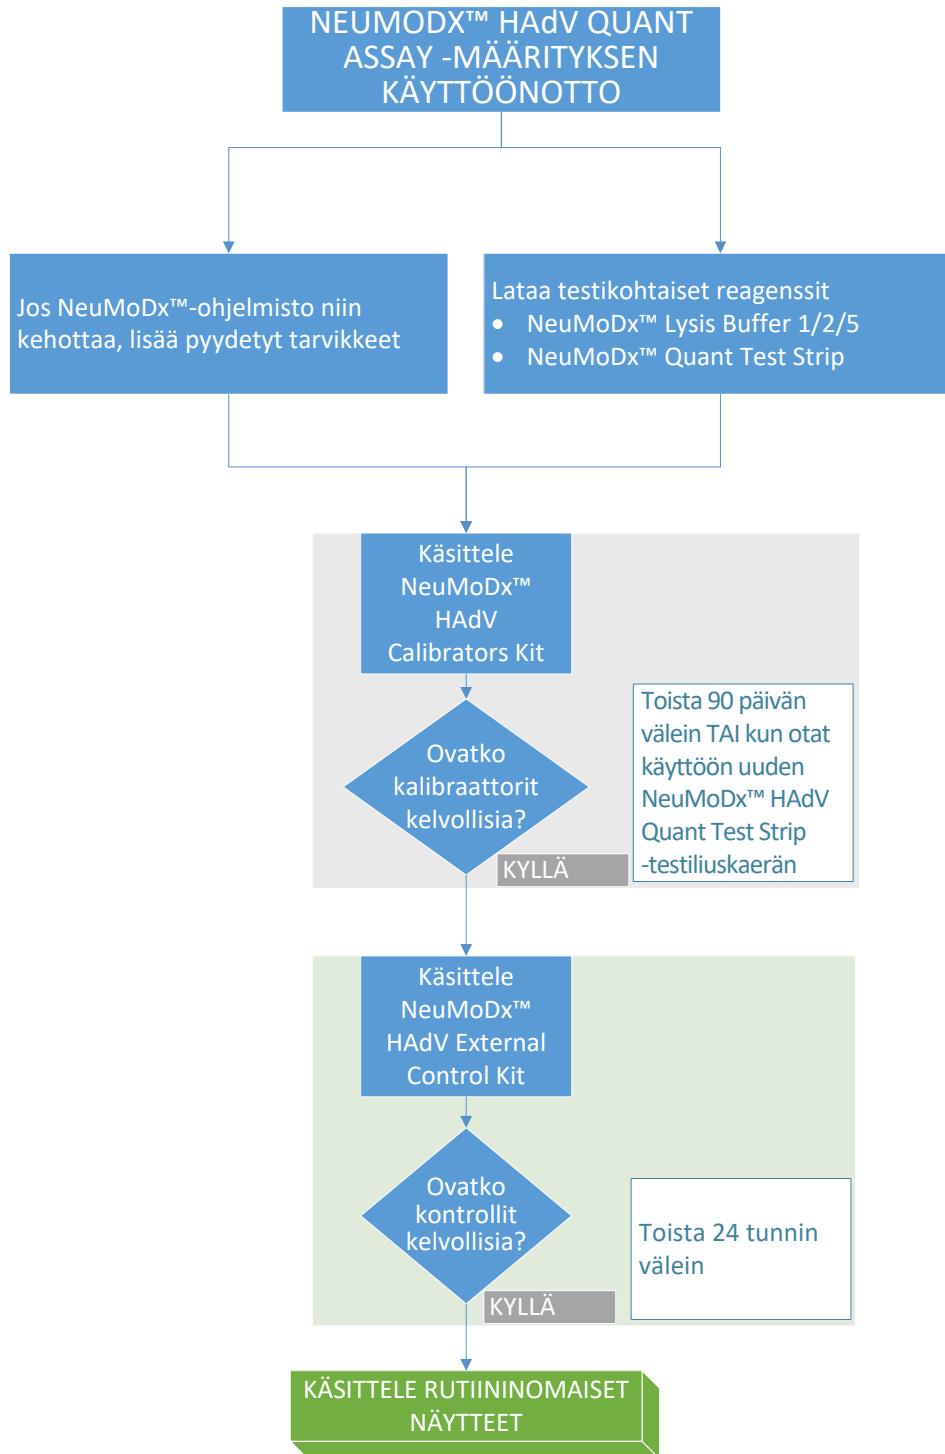 NEUMODX™ HAdV QUANT
ASSAY -MÄÄRITYKSEN
KÄYTTÖÖNOTTO
Jos NeuMoDx™-ohjelmisto niin
kehottaa, lisää pyydetyt tarvikkeet
Lataa testikohtaiset reagenssit
• NeuMoDx™ Lysis Buffer 1/2/5
• NeuMoDx™ Quant Test Strip
Käsittele
NeuMoDx™
HAdV
Calibrators Kit
Ovatko
kalibraattorit
kelvollisia?
KYLLÄ
Toista 90 päivän
välein TAI kun otat
käyttöön uuden
NeuMoDx™ HAdV
Quant Test Strip
-testiliuskaerän
Käsittele
NeuMoDx™
HAdV External
Control Kit
Ovatko
kontrollit
kelvollisia?
KYLLÄ
Toista 24 tunnin
välein
KÄSITTELE RUTIININOMAISET
NÄYTTEET